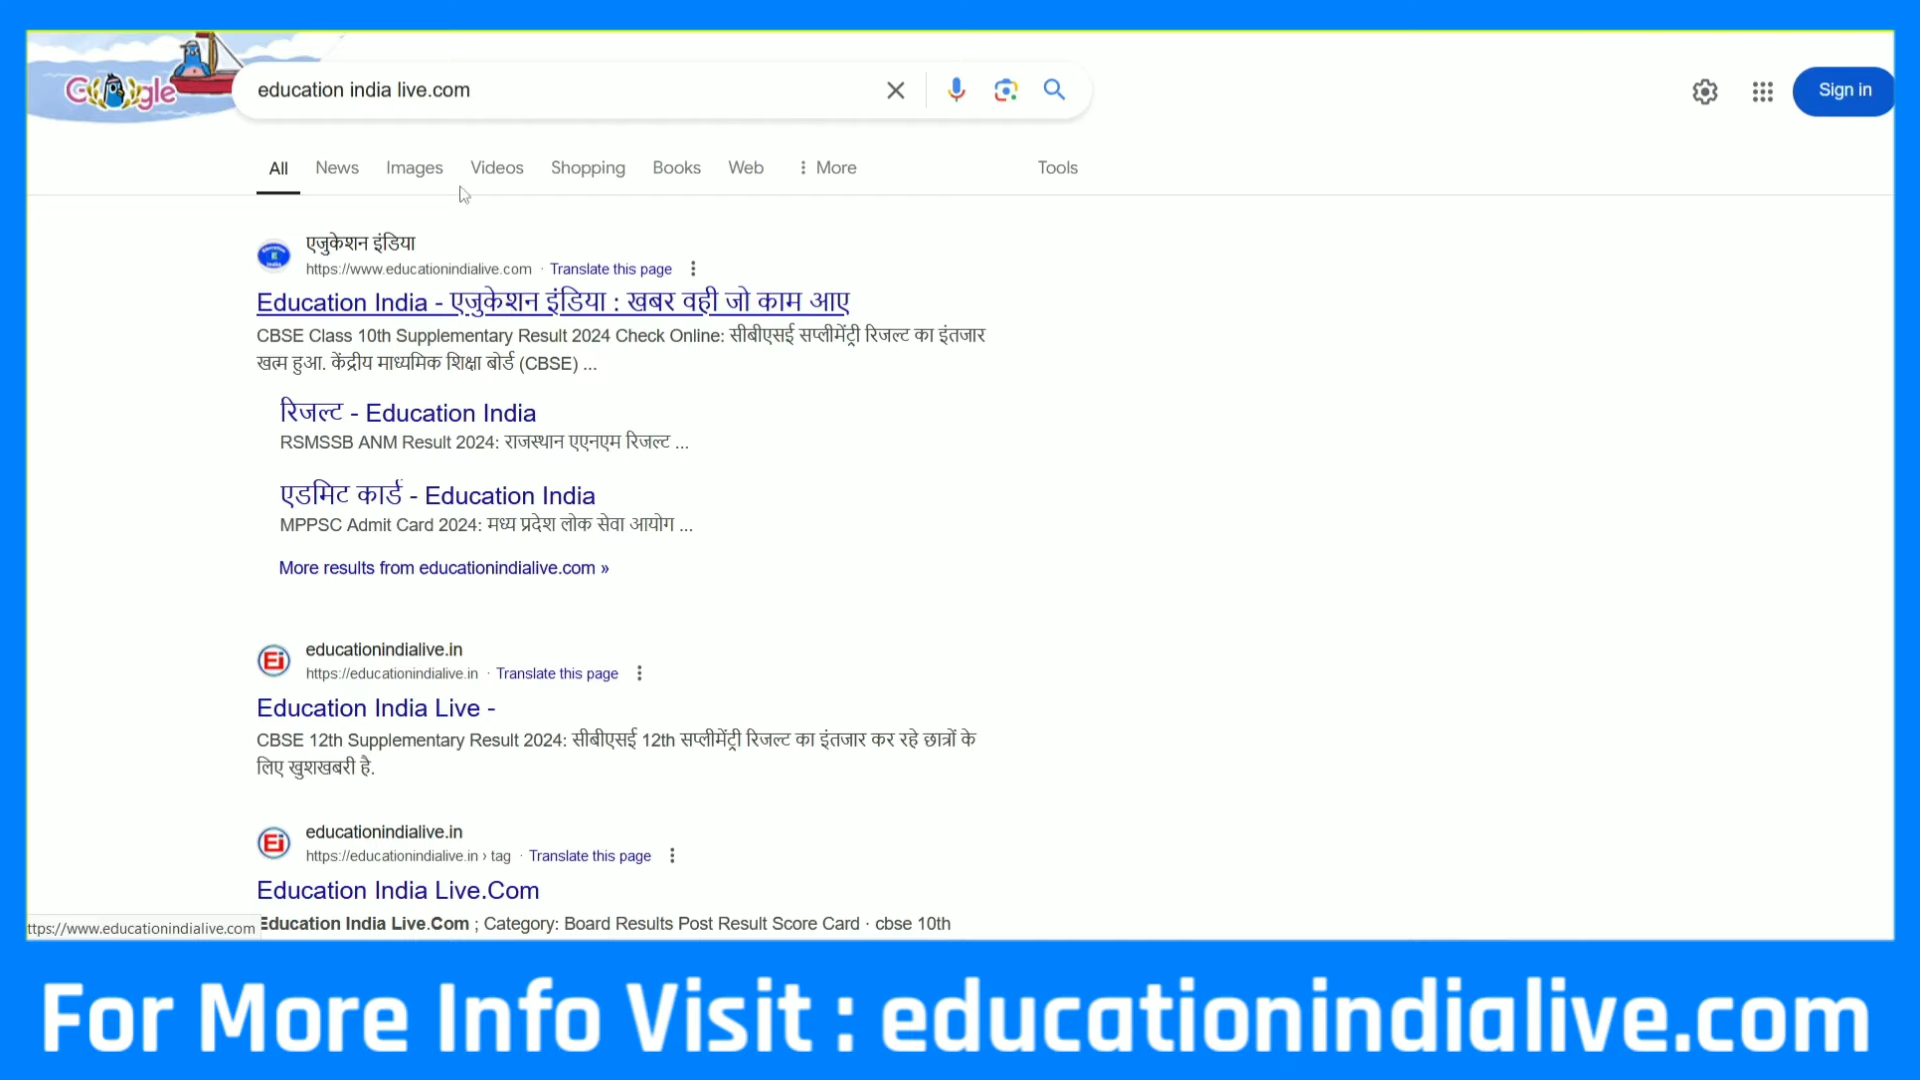 Google
education india live.com
Sign in
All News Images Videos Shopping Books Web More Tools
एजुकेशन इंडिया
https://www.educationindialive.com · Translate this page
Education India - एजुकेशन इंडिया : खबर वही जो काम आए
CBSE Class 10th Supplementary Result 2024 Check Online: सीबीएसई सप्लीमेंट्री रिजल्ट का इंतजार
खत्म हुआ. केंद्रीय माध्यमिक शिक्षा बोर्ड (CBSE) ...
रिजल्ट - Education India
RSMSSB ANM Result 2024: राजस्थान एएनएम रिजल्ट ...
एडमिट कार्ड - Education India
MPPSC Admit Card 2024: मध्य प्रदेश लोक सेवा आयोग ...
More results from educationindialive.com »
Ei
educationindialive.in
https://educationindialive.in · Translate this page
Education India Live -
CBSE 12th Supplementary Result 2024: सीबीएसई 12th सप्लीमेंट्री रिजल्ट का इंतजार कर रहे छात्रों के
लिए खुशखबरी है.
Ei
educationindialive.in
https://educationindialive.in › tag · Translate this page
Education India Live.Com
Education India Live.Com ; Category: Board Results Post Result Score Card · cbse 10th
ttps://www.educationindialive.com
For More Info Visit : educationindialive.com